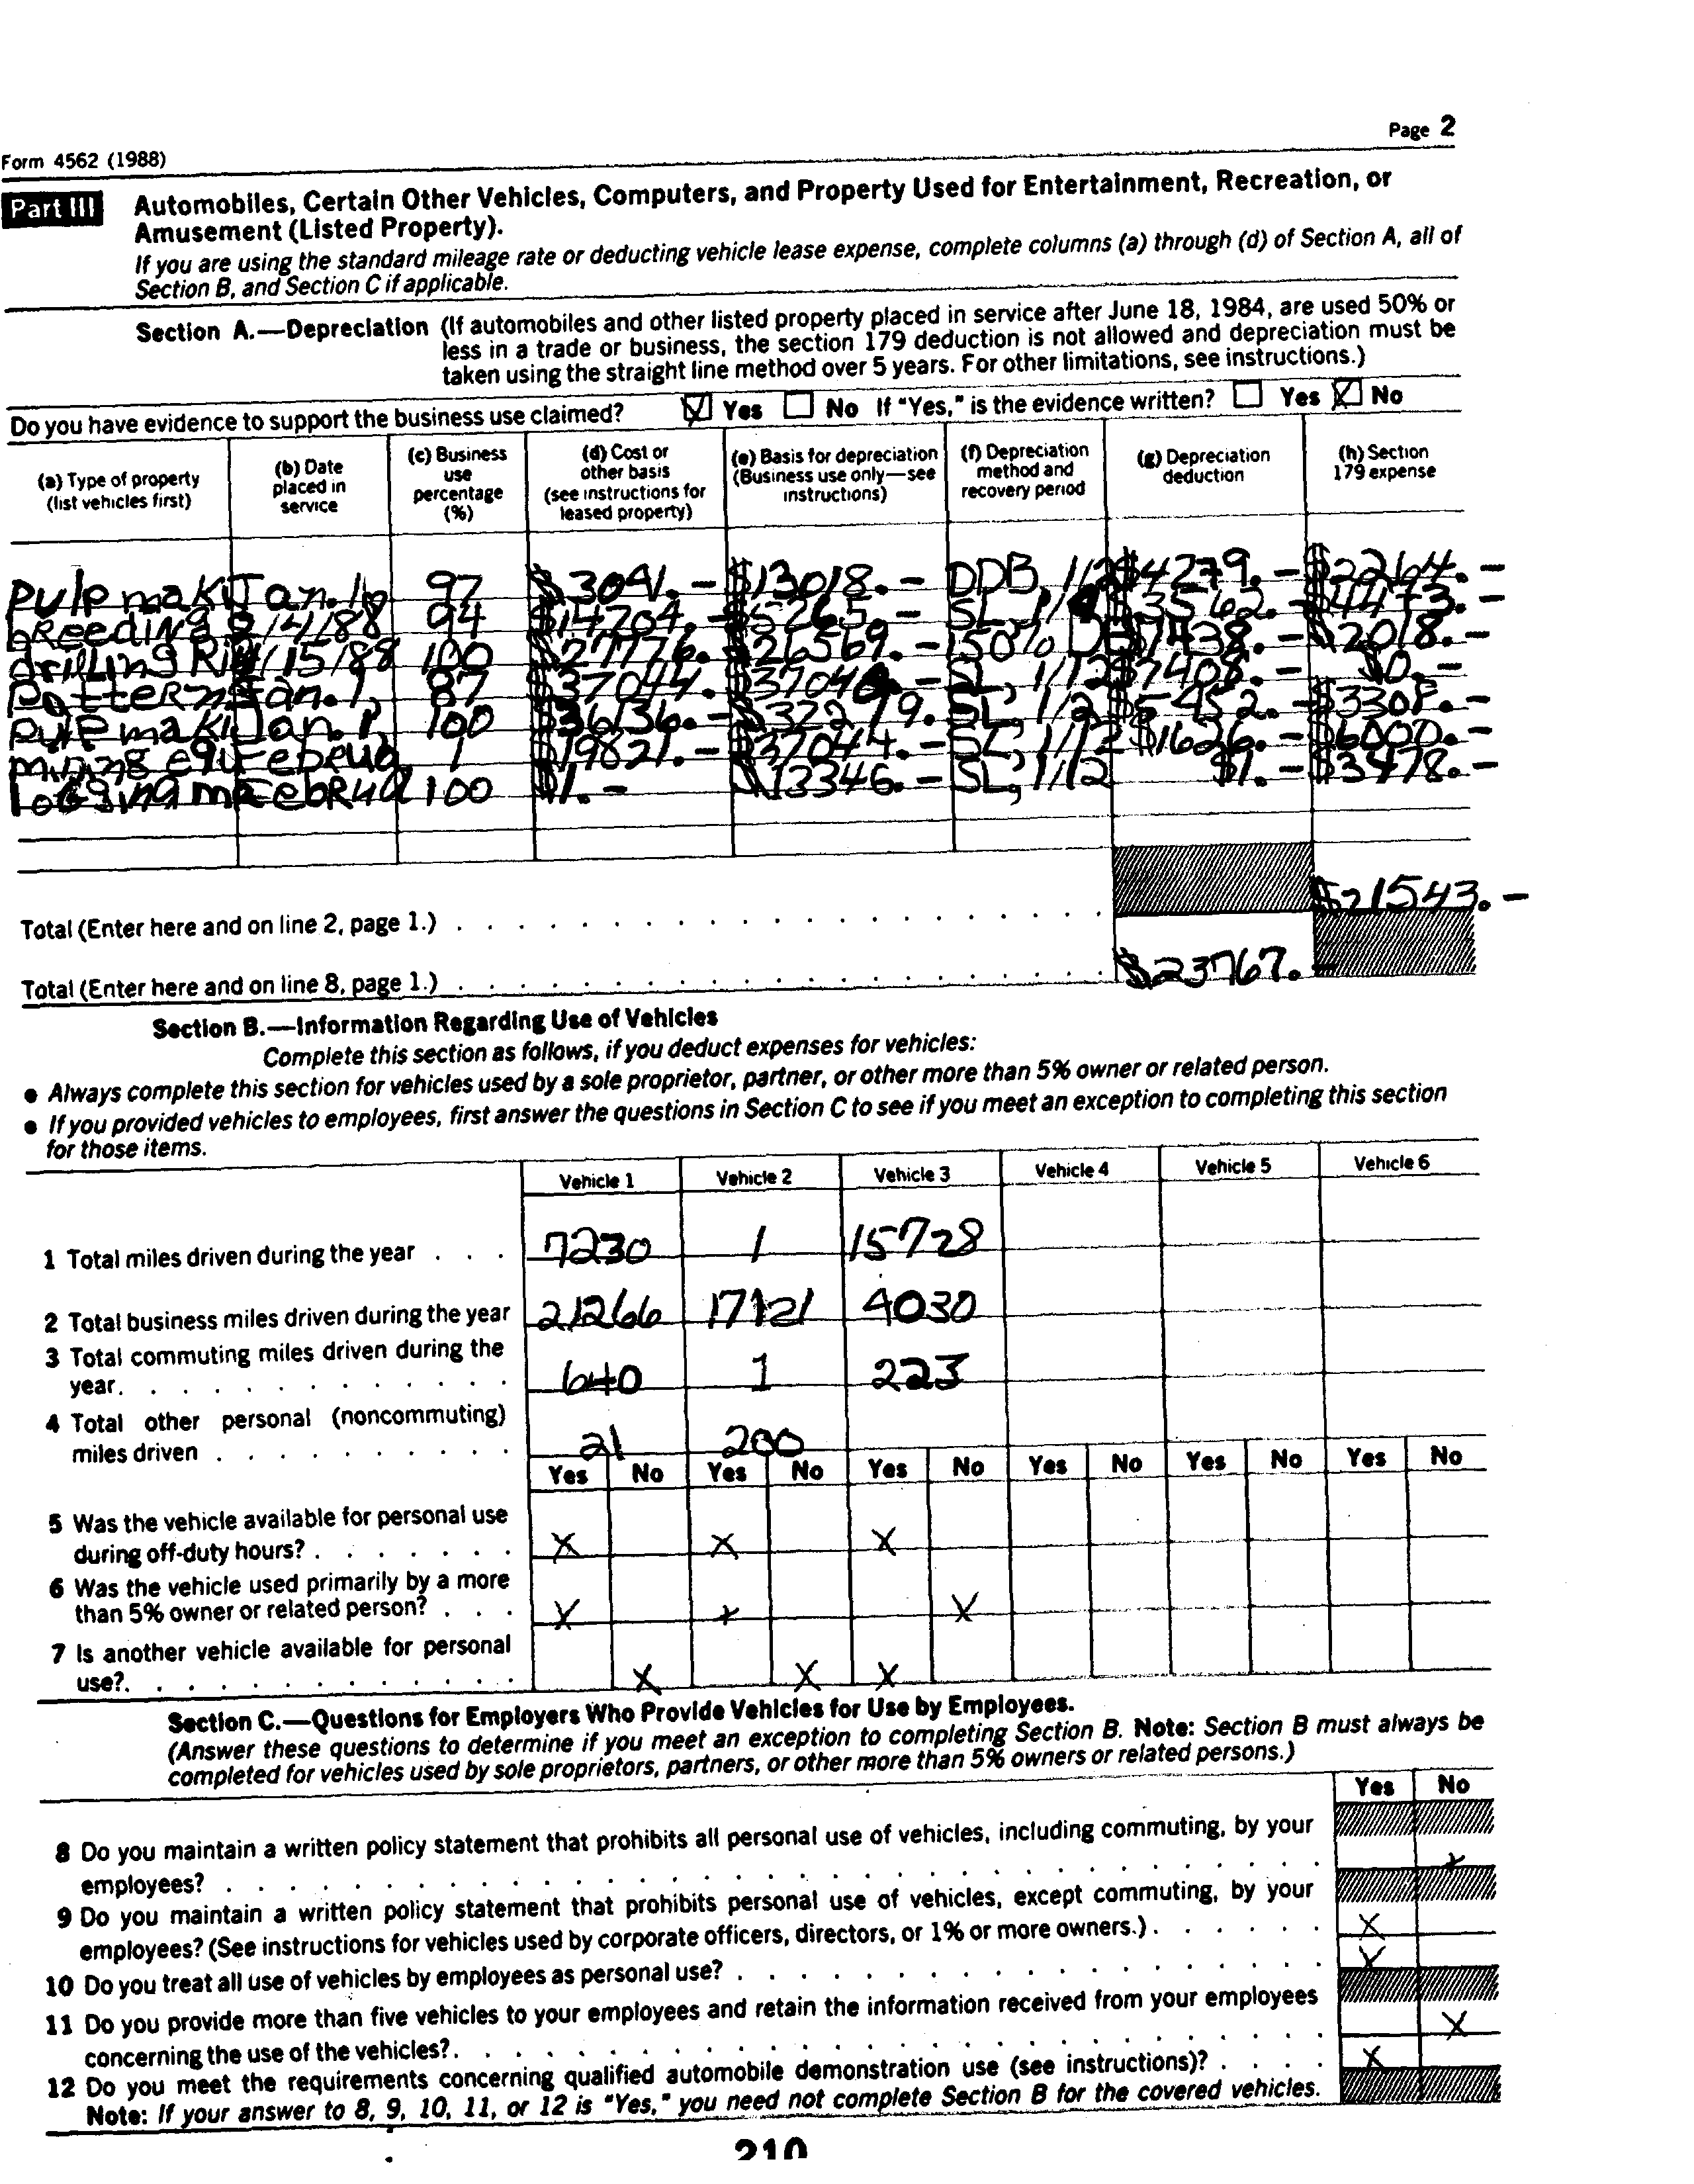 Page 2
Form 4562 (1988)
Part III Automobiles, Certain Other Vehicles, Computers, and Property Used for Entertainment, Recreation, or
Amusement (Listed Property).
If you are using the standard mileage rate or deducting vehicle lease expense, complete columns (a) through (d) of Section A, all of
Section B, and Section C if applicable.
Section A.—Depreciation (If automobiles and other listed property placed in service after June 18, 1984, are used 50% or
less in a trade or business, the section 179 deduction is not allowed and depreciation must be
taken using the straight line method over 5 years. For other limitations, see instructions.)
Do you have evidence to support the business use claimed? Yes No If "Yes," is the evidence written? Yes No
(a) Type of property (list vehicles first) (b) Date placed in service (c) Business use percentage (%) (d) Cost or other basis (see instructions for leased property) (e) Basis for depreciation (Business use only—see instructions) (f) Depreciation method and recovery period (g) Depreciation deduction (h) Section 179 expense
pulp maki Jan. 1, 97 $3091.- $13018.- DDB, 1/2 $4279.- $2264.-
breeding 2/4/88 94 $14704.- $5265.- SL, $3562.- $4473.-
drilling Ri 4/15/88 100 $27776. $26569.- 150% DB $7438.- $2018.-
pattern Jan. 1, 87 $37044. $37044.- SL, 1/12 $7408.- $0.-
pulp maki Jan. 1, 100 $36136.- $32279. SL, 1/2 $5452.- $3308.-
mining equ Februa 1 $19821.- $37044.- SL, 1/12 $1626.- $6000.-
logging ma Februa 100 $1.- $13346.- SL, 1/12 $1.- $3478.-
Total (Enter here and on line 2, page 1.) $21543.-
Total (Enter here and on line 8, page 1.) $23767.-
Section B.—Information Regarding Use of Vehicles
Complete this section as follows, if you deduct expenses for vehicles:
● Always complete this section for vehicles used by a sole proprietor, partner, or other more than 5% owner or related person.
● If you provided vehicles to employees, first answer the questions in Section C to see if you meet an exception to completing this section
for those items.
Vehicle 1 Vehicle 2 Vehicle 3 Vehicle 4 Vehicle 5 Vehicle 6
1 Total miles driven during the year . . . 7230 1 15728
2 Total business miles driven during the year 21266 17121 4030
3 Total commuting miles driven during the
year. 640 1 223
4 Total other personal (noncommuting)
miles driven 21 200
Yes No Yes No Yes No Yes No Yes No Yes No
5 Was the vehicle available for personal use
during off-duty hours? X X X
6 Was the vehicle used primarily by a more
than 5% owner or related person? X X X
7 Is another vehicle available for personal
use? X X X
Section C.—Questions for Employers Who Provide Vehicles for Use by Employees.
(Answer these questions to determine if you meet an exception to completing Section B. Note: Section B must always be
completed for vehicles used by sole proprietors, partners, or other more than 5% owners or related persons.)
Yes No
8 Do you maintain a written policy statement that prohibits all personal use of vehicles, including commuting, by your
employees? X
9 Do you maintain a written policy statement that prohibits personal use of vehicles, except commuting, by your
employees? (See instructions for vehicles used by corporate officers, directors, or 1% or more owners.) X
10 Do you treat all use of vehicles by employees as personal use? X
11 Do you provide more than five vehicles to your employees and retain the information received from your employees
concerning the use of the vehicles? X
12 Do you meet the requirements concerning qualified automobile demonstration use (see instructions)? X
Note: If your answer to 8, 9, 10, 11, or 12 is "Yes," you need not complete Section B for the covered vehicles.
210